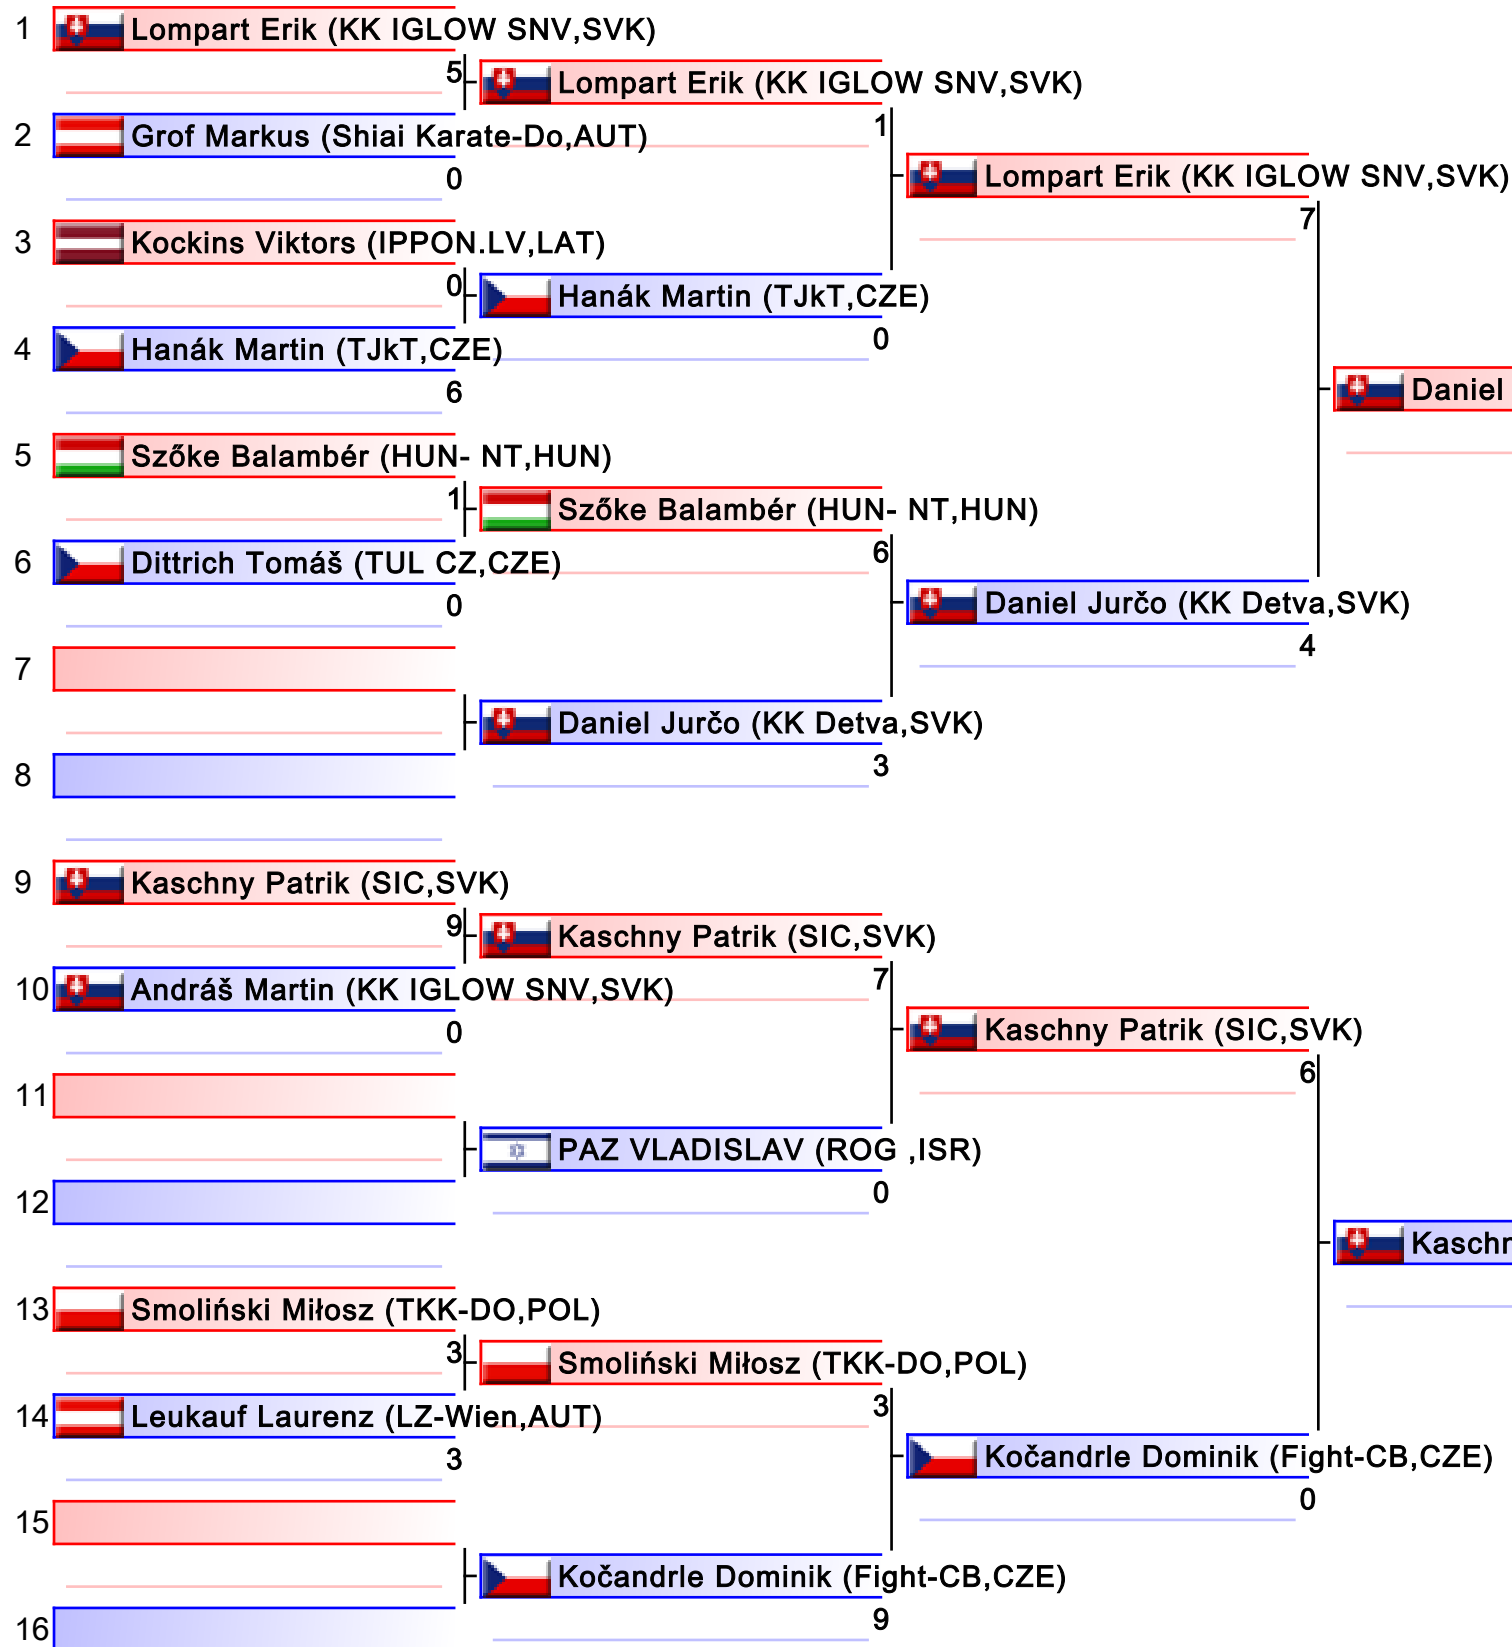 1 Lompart Erik (KK IGLOW SNV,SVK)
5 Lompart Erik (KK IGLOW SNV,SVK)
2 Grof Markus (Shiai Karate-Do,AUT)
1
0 Lompart Erik (KK IGLOW SNV,SVK)
7
3 Kockins Viktors (IPPON.LV,LAT)
0 Hanák Martin (TJkT,CZE)
0
4 Hanák Martin (TJkT,CZE)
6 Daniel
5 Szőke Balambér (HUN- NT,HUN)
1 Szőke Balambér (HUN- NT,HUN)
6
6 Dittrich Tomáš (TUL CZ,CZE)
0 Daniel Jurčo (KK Detva,SVK)
4
7
Daniel Jurčo (KK Detva,SVK)
3
8
9 Kaschny Patrik (SIC,SVK)
9 Kaschny Patrik (SIC,SVK)
7
10 Andráš Martin (KK IGLOW SNV,SVK)
0 Kaschny Patrik (SIC,SVK)
6
11
PAZ VLADISLAV (ROG ,ISR)
0
12
Kaschn
13 Smoliński Miłosz (TKK-DO,POL)
3 Smoliński Miłosz (TKK-DO,POL)
3
14 Leukauf Laurenz (LZ-Wien,AUT)
3 Kočandrle Dominik (Fight-CB,CZE)
0
15
Kočandrle Dominik (Fight-CB,CZE)
9
16